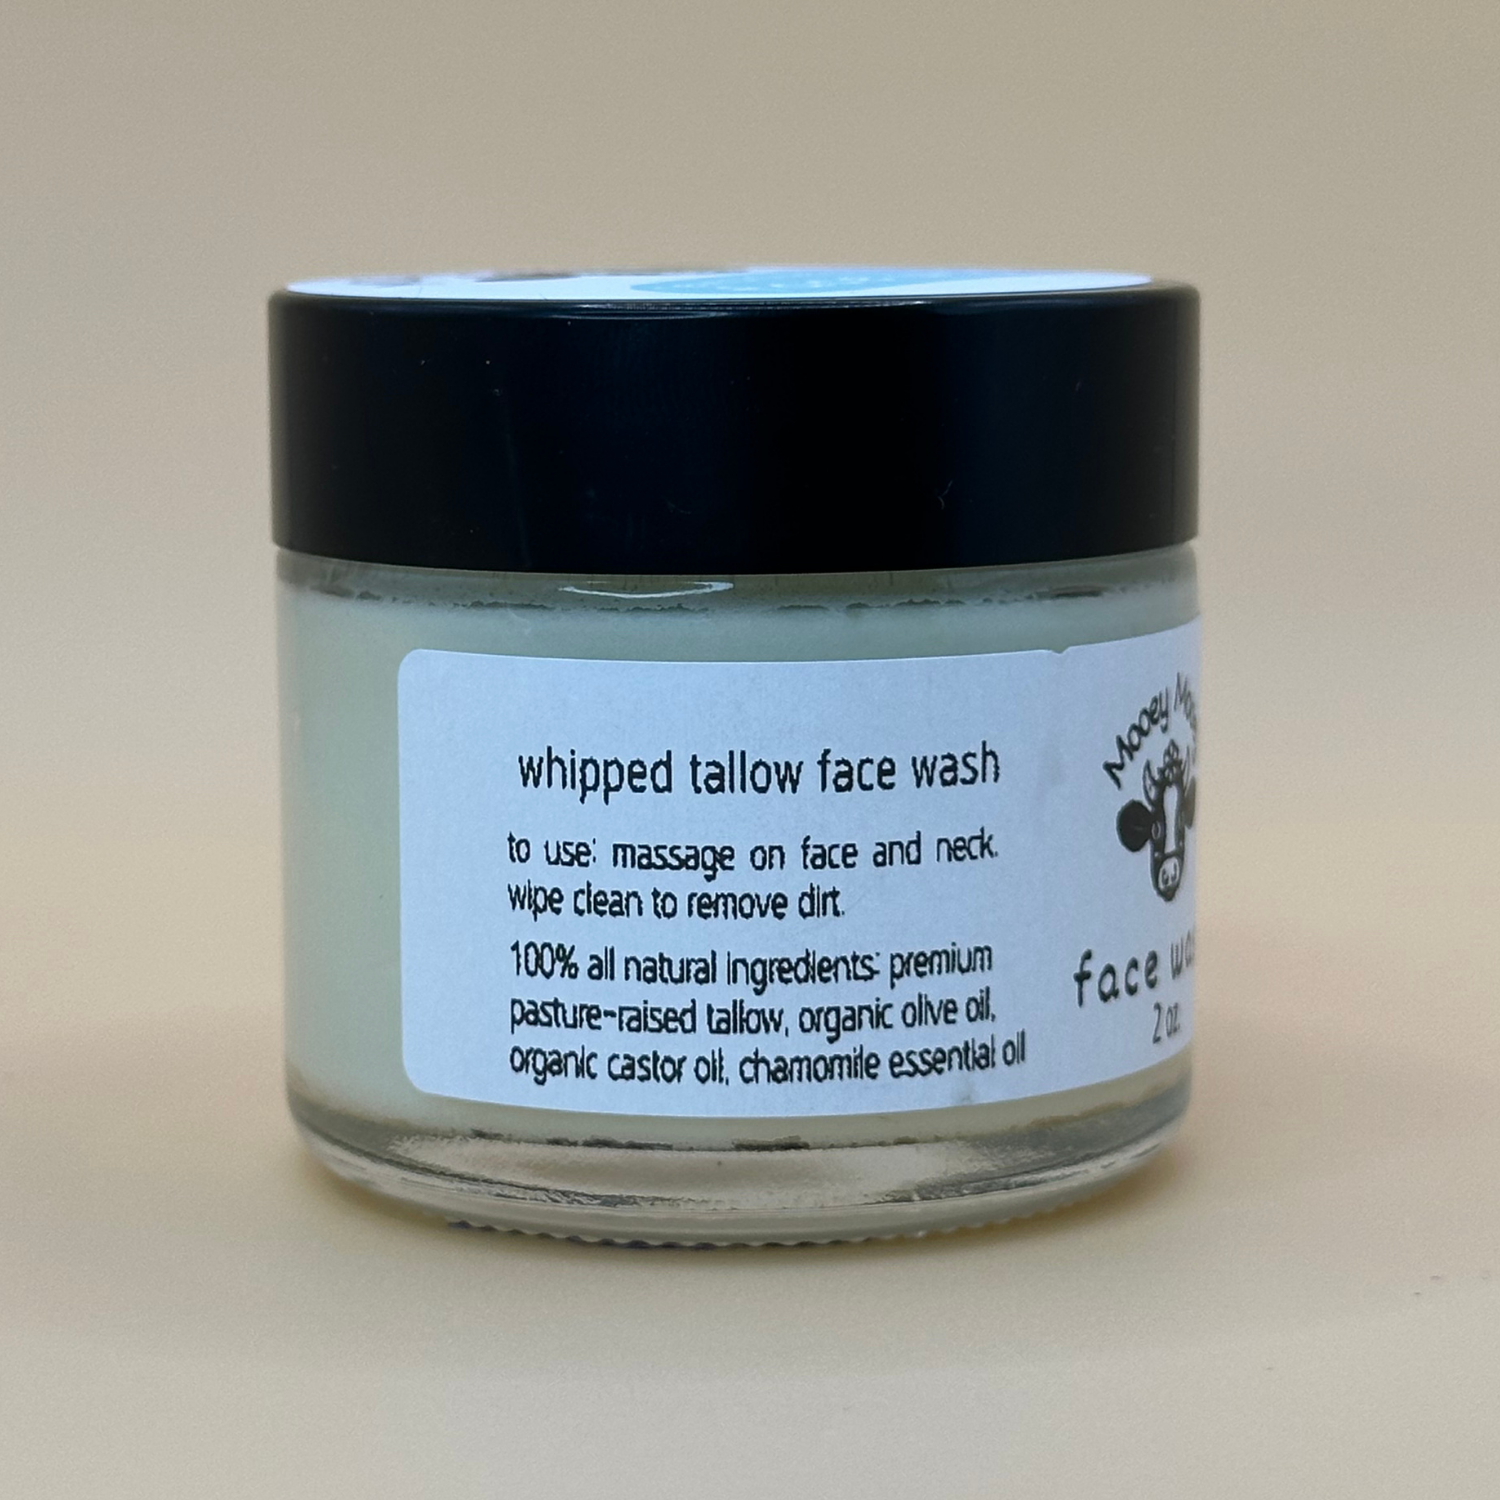 whipped tallow face wash
to use: massage on face and neck.
wipe clean to remove dirt.
100% all natural ingredients: premium
pasture-raised tallow, organic olive oil,
organic castor oil, chamomile essential oil
Mooey
face
2 oz.